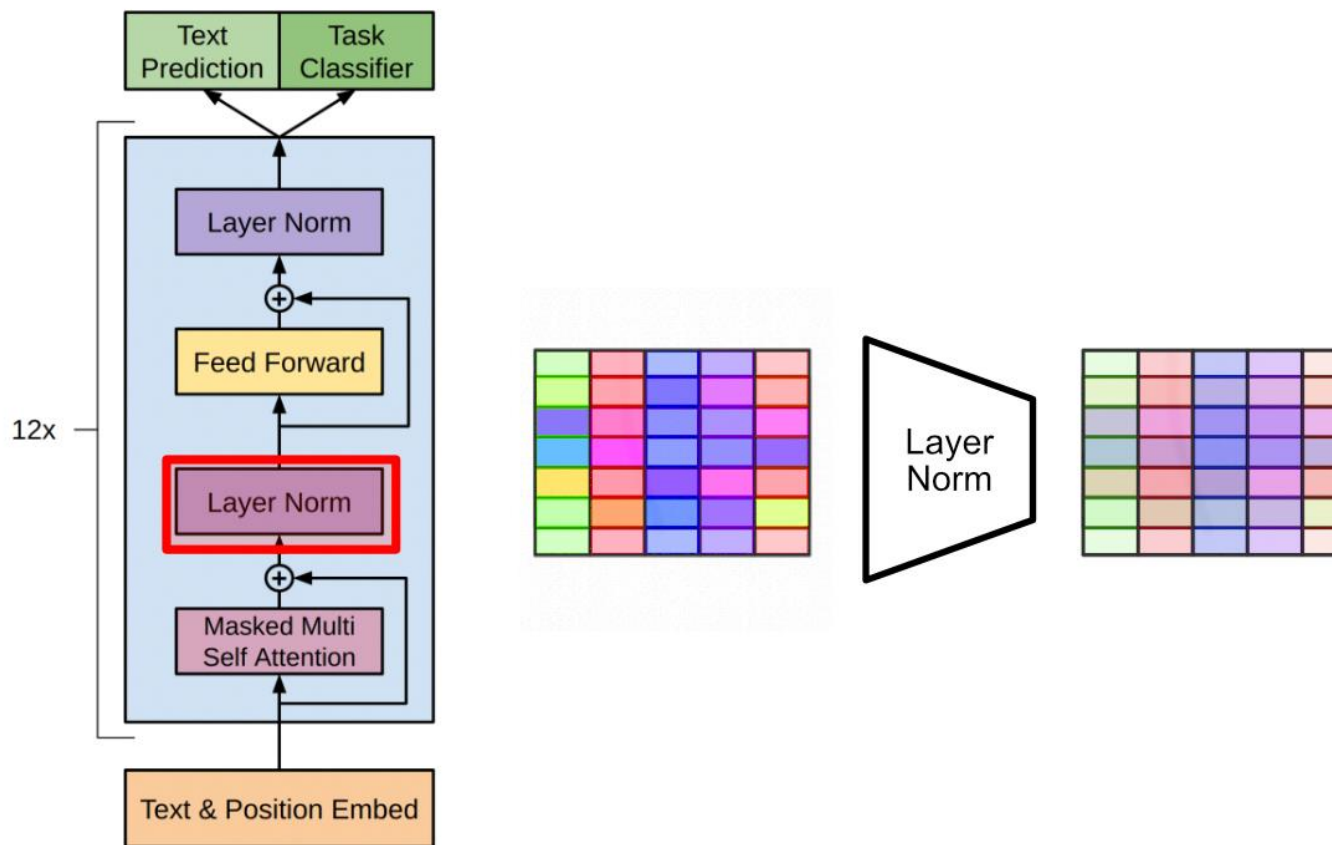 Text
Prediction
Task
Classifier
12x
Layer Norm
+
Feed Forward
Layer Norm
+
Masked Multi
Self Attention
Text & Position Embed
Layer
Norm